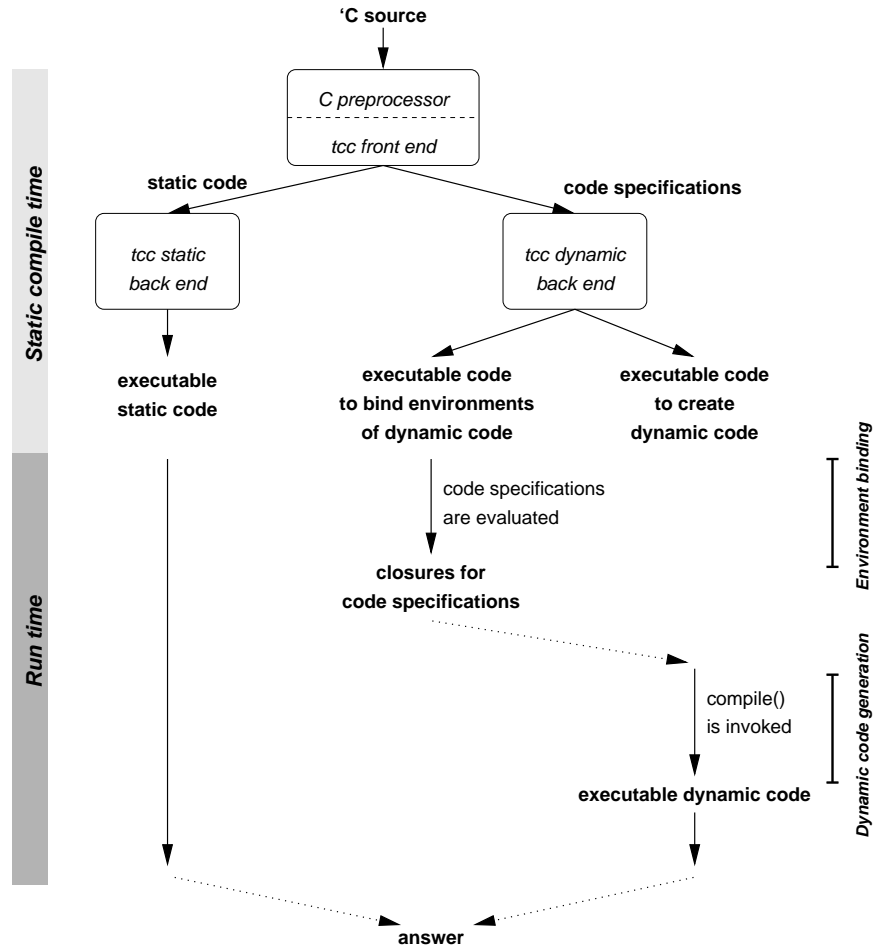 ‘C source
C preprocessor
tcc front end
static code
code specifications
tcc static
back end
tcc dynamic
back end
executable
static code
executable code
to bind environments
of dynamic code
executable code
to create
dynamic code
code specifications
are evaluated
closures for
code specifications
compile()
is invoked
executable dynamic code
answer
Static compile time
Run time
Environment binding
Dynamic code generation